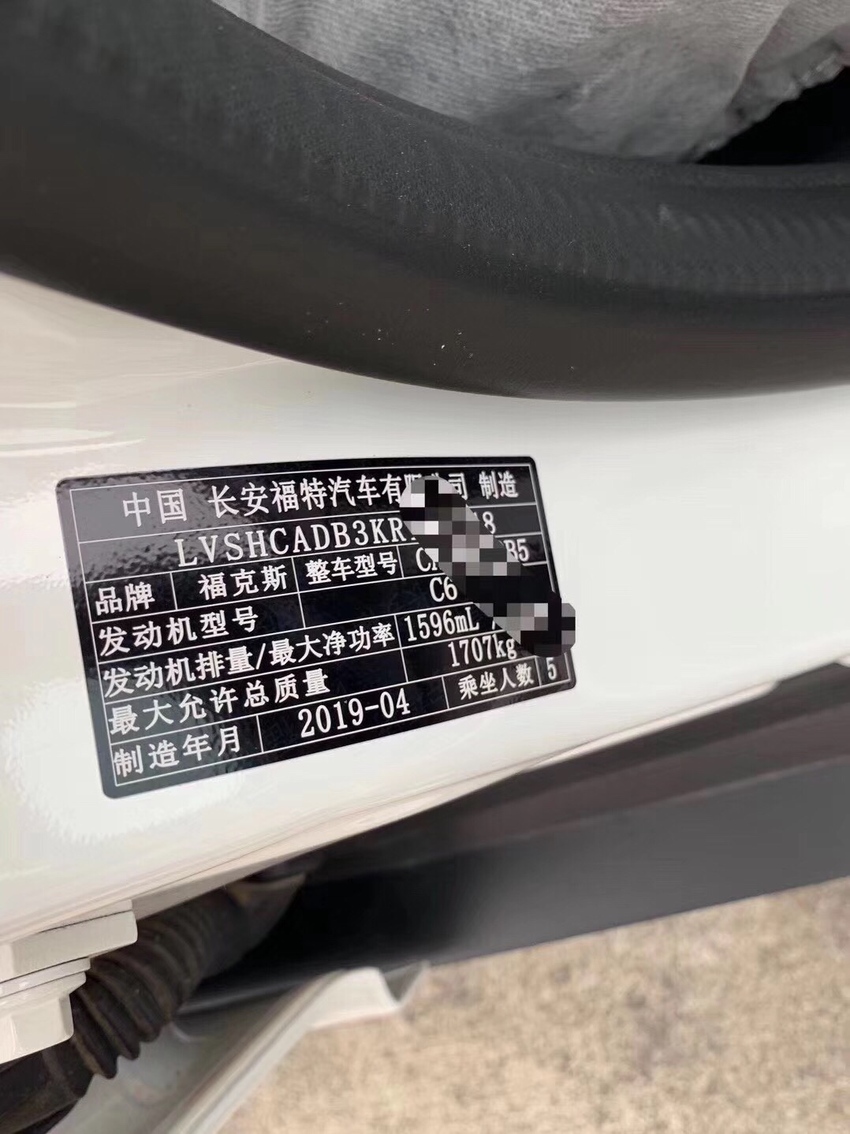 中国 长安福特汽车有限公司 制造
LVSHCADB3KR 8
品牌 福克斯 整车型号 B5
发动机型号 C6
发动机排量/最大净功率 1596mL
最大允许总质量 1707kg
制造年月 2019-04 乘坐人数 5